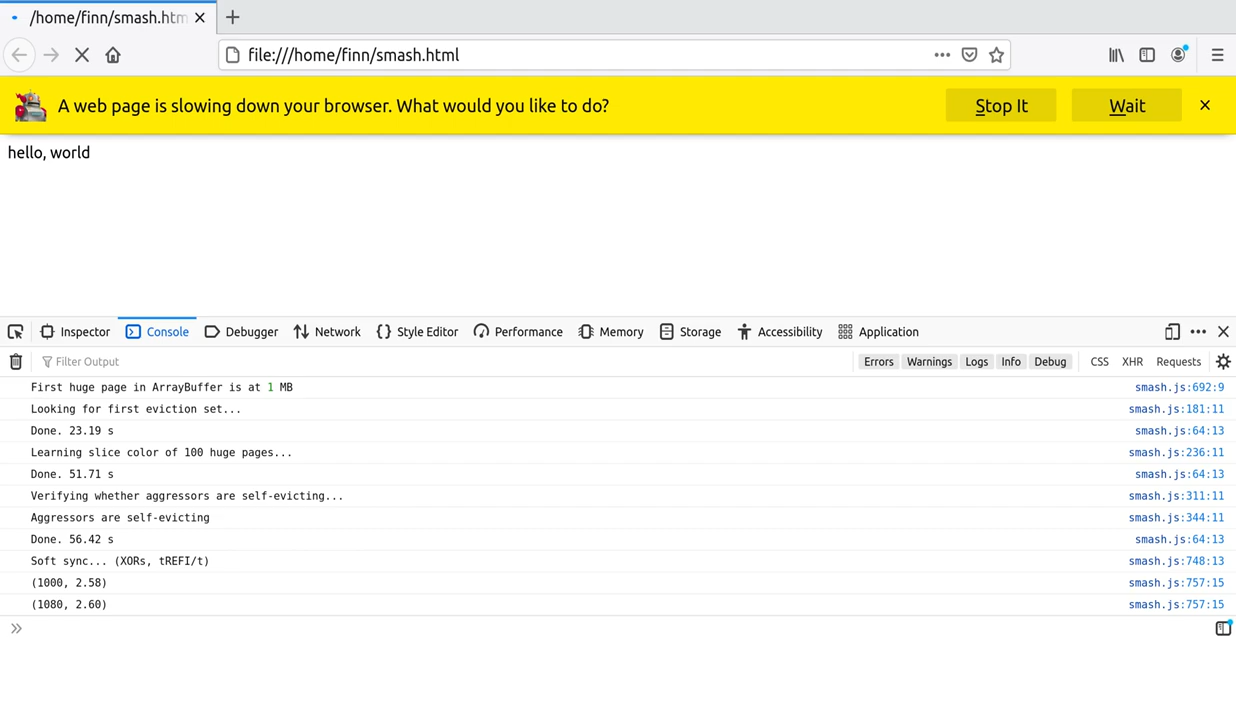 /home/finn/smash.htm
file:///home/finn/smash.html
A web page is slowing down your browser. What would you like to do? Stop It Wait
hello, world
Inspector Console Debugger Network Style Editor Performance Memory Storage Accessibility Application
Filter Output Errors Warnings Logs Info Debug CSS XHR Requests
First huge page in ArrayBuffer is at 1 MB smash.js:692:9
Looking for first eviction set... smash.js:181:11
Done. 23.19 s smash.js:64:13
Learning slice color of 100 huge pages... smash.js:236:11
Done. 51.71 s smash.js:64:13
Verifying whether aggressors are self-evicting... smash.js:311:11
Aggressors are self-evicting smash.js:344:11
Done. 56.42 s smash.js:64:13
Soft sync... (XORs, tREFI/t) smash.js:748:13
(1000, 2.58) smash.js:757:15
(1080, 2.60) smash.js:757:15